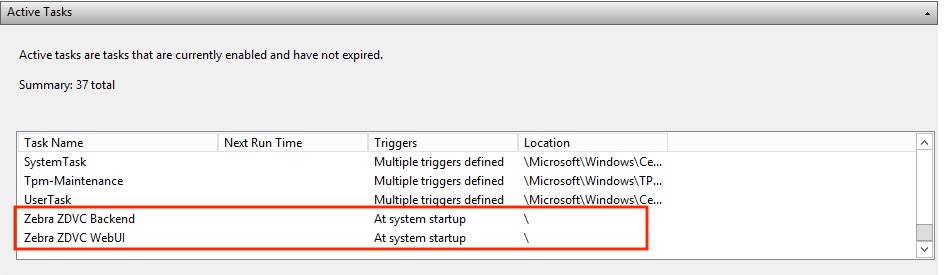 Active Tasks
Active tasks are tasks that are currently enabled and have not expired.
Summary: 37 total
Task Name Next Run Time Triggers Location
SystemTask Multiple triggers defined \Microsoft\Windows\Ce...
Tpm-Maintenance Multiple triggers defined \Microsoft\Windows\TP...
UserTask Multiple triggers defined \Microsoft\Windows\Ce...
Zebra ZDVC Backend At system startup \
Zebra ZDVC WebUI At system startup \